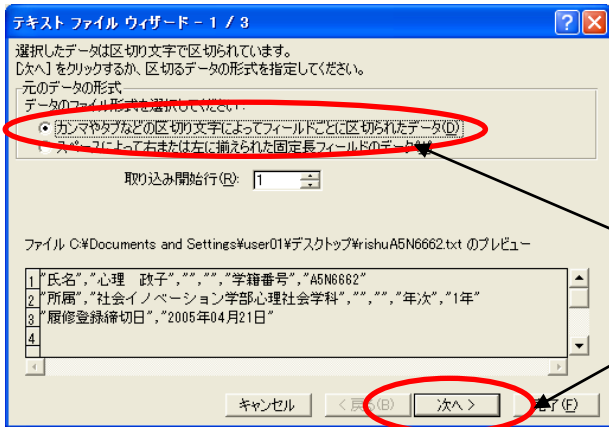 テキスト ファイル ウィザード - 1 / 3
選択したデータは区切り文字で区切られています。
[次へ] をクリックするか、区切るデータの形式を指定してください。
元のデータの形式
データのファイル形式を選択してください:
カンマやタブなどの区切り文字によってフィールドごとに区切られたデータ(D)
スペースによって右または左に揃えられた固定長フィールドのデータ(W)
取り込み開始行(R): 1
ファイル C:¥Documents and Settings¥user01¥デスクトップ¥rishuA5N6662.txt のプレビュー
1 "氏名","心理　政子","","","学籍番号","A5N6662"
2 "所属","社会イノベーション学部心理社会学科","","","年次","1年"
3 "履修登録締切日","2005年04月21日"
4
キャンセル < 戻る(B) 次へ > 完了(F)